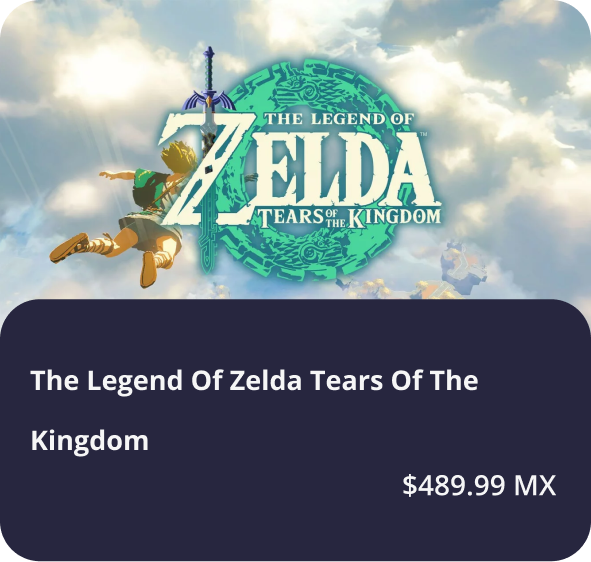 THE LEGEND OF
ZELDA
TM
TEARS OF THE KINGDOM
The Legend Of Zelda Tears Of The
Kingdom
$489.99 MX